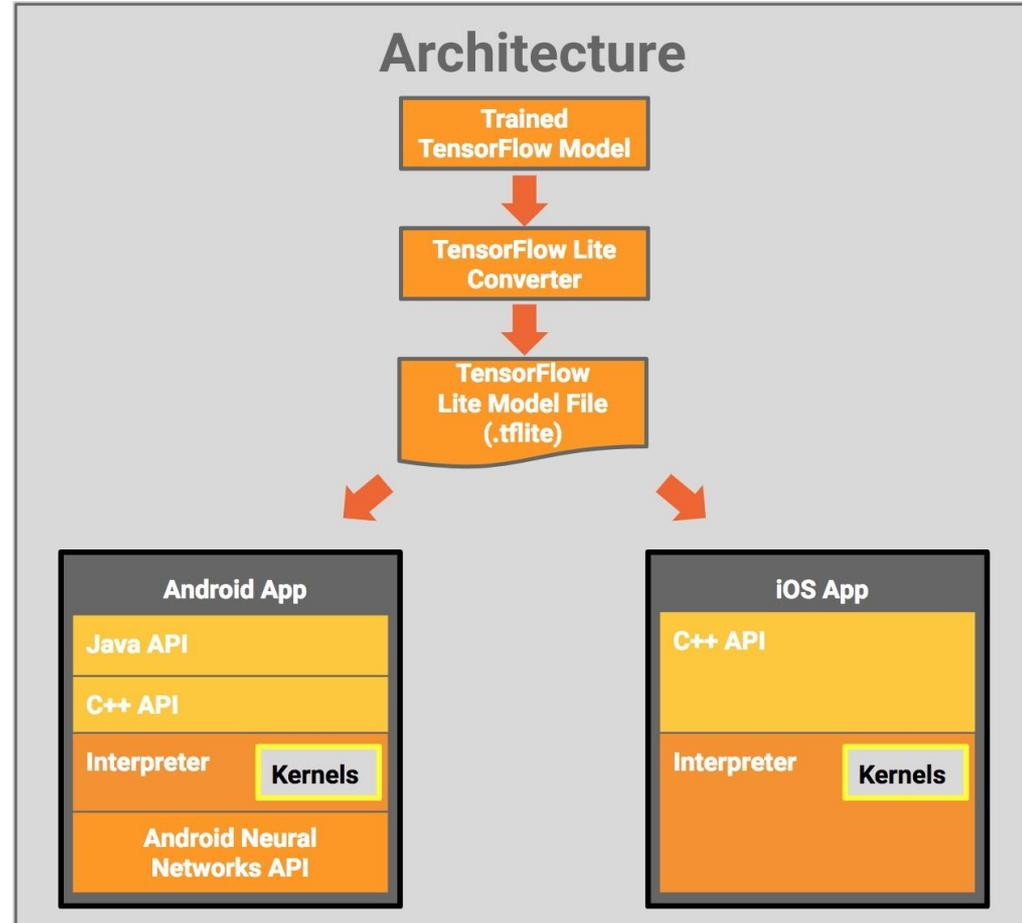 Architecture
Trained
TensorFlow Model
TensorFlow Lite
Converter
TensorFlow
Lite Model File
(.tflite)
Android App
Java API
C++ API
Interpreter
Kernels
Android Neural
Networks API
iOS App
C++ API
Interpreter
Kernels